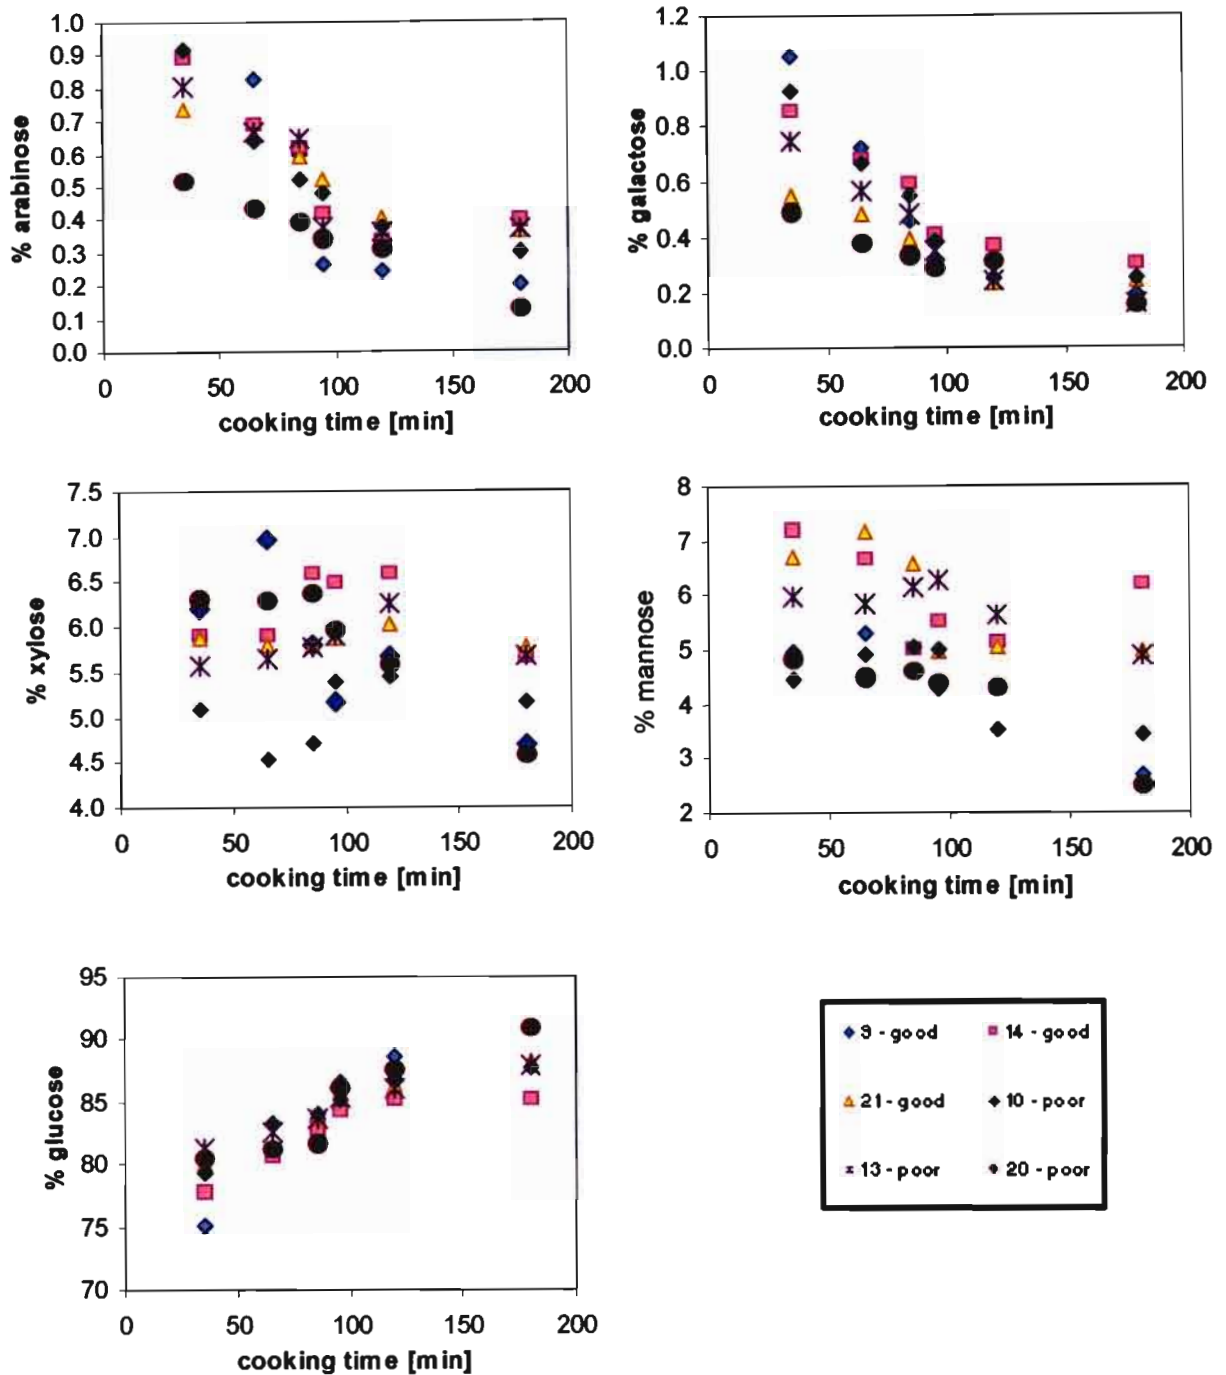 1.0
0.9
0.8
0.7
0.6
0.5
0.4
0.3
0.2
0.1
0.0
% arabinose
0 50 100 150 200
cooking time [min]
1.2
1.0
0.8
0.6
0.4
0.2
0.0
% galactose
0 50 100 150 200
cooking time [min]
7.5
7.0
6.5
6.0
5.5
5.0
4.5
4.0
% xylose
0 50 100 150 200
cooking time [min]
8
7
6
5
4
3
2
% mannose
0 50 100 150 200
cooking time [min]
95
90
85
80
75
70
% glucose
0 50 100 150 200
cooking time [min]
9 - good 14 - good
21 - good 10 - poor
13 - poor 20 - poor